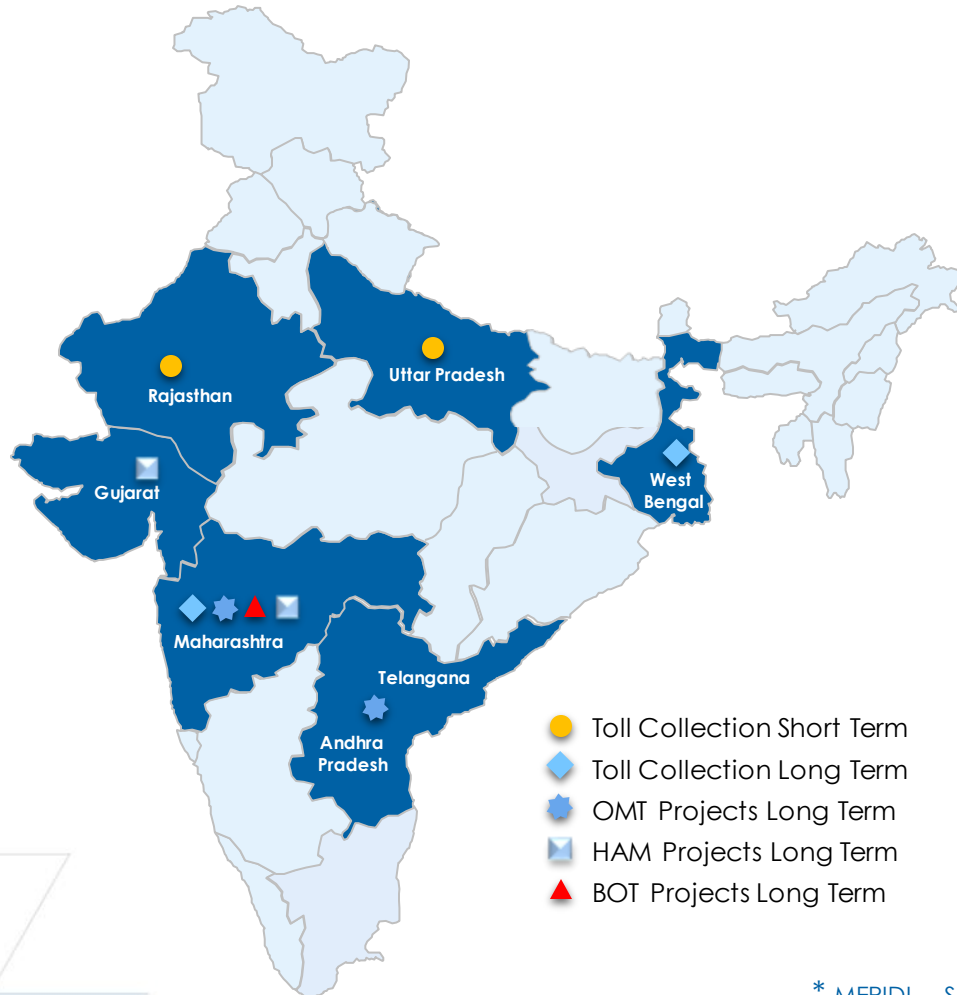 Uttar Pradesh
Rajasthan
West
Bengal
Gujarat
Maharashtra
Telangana
Andhra
Pradesh
Toll Collection Short Term
Toll Collection Long Term
OMT Projects Long Term
HAM Projects Long Term
BOT Projects Long Term
*